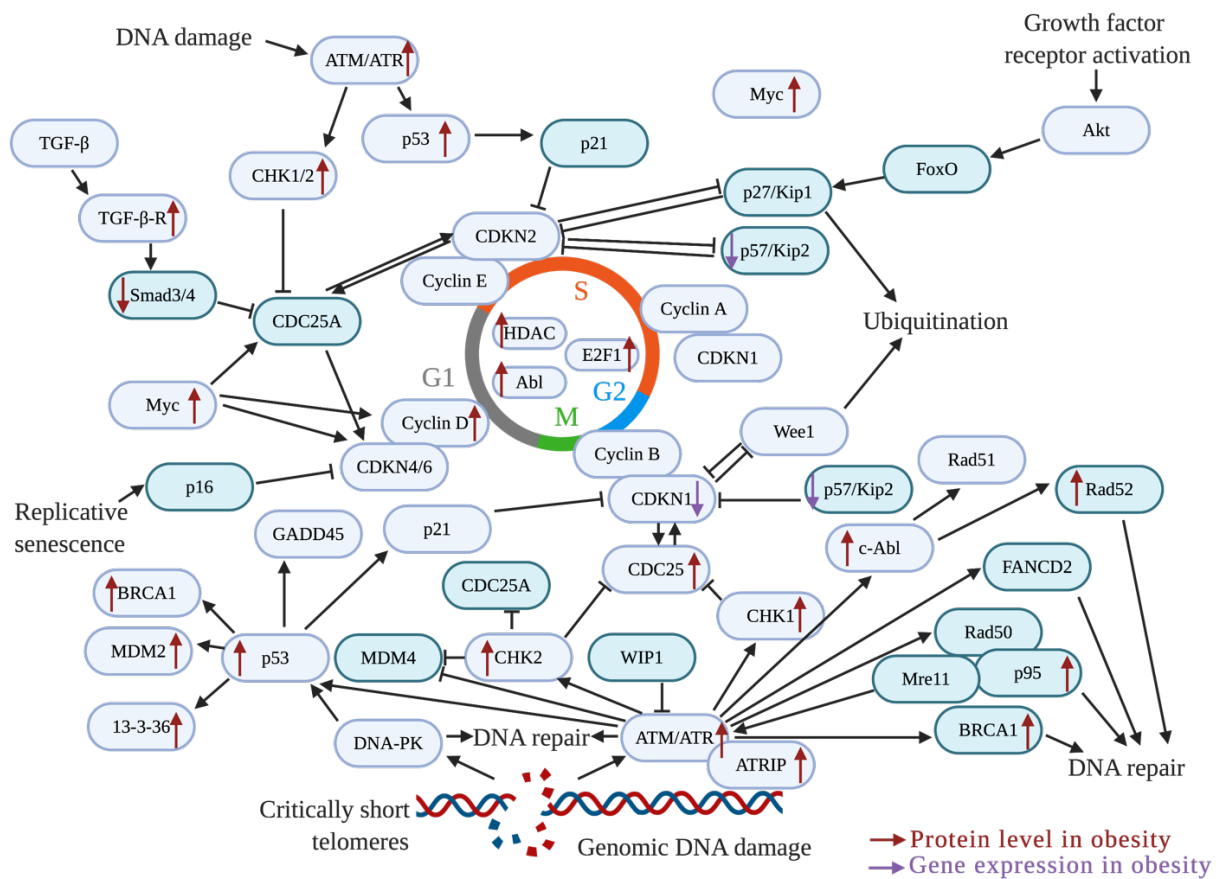 DNA damage
ATM/ATR
Growth factor
receptor activation
Myc
Akt
TGF-β
p53
p21
FoxO
CHK1/2
p27/Kip1
TGF-β-R
CDKN2
p57/Kip2
Cyclin E
Smad3/4
S
Cyclin A
CDC25A
Ubiquitination
HDAC
E2F1
CDKN1
Abl
G1
G2
Myc
M
Cyclin D
Wee1
Cyclin B
Rad51
CDKN4/6
p16
CDKN1
p57/Kip2
Rad52
Replicative
senescence
GADD45
p21
c-Abl
CDC25
FANCD2
CDC25A
BRCA1
CHK1
Rad50
MDM2
p53
MDM4
CHK2
WIP1
p95
Mre11
13-3-36
DNA-PK
DNA repair
ATM/ATR
BRCA1
ATRIP
DNA repair
Critically short
telomeres
Genomic DNA damage
Protein level in obesity
Gene expression in obesity